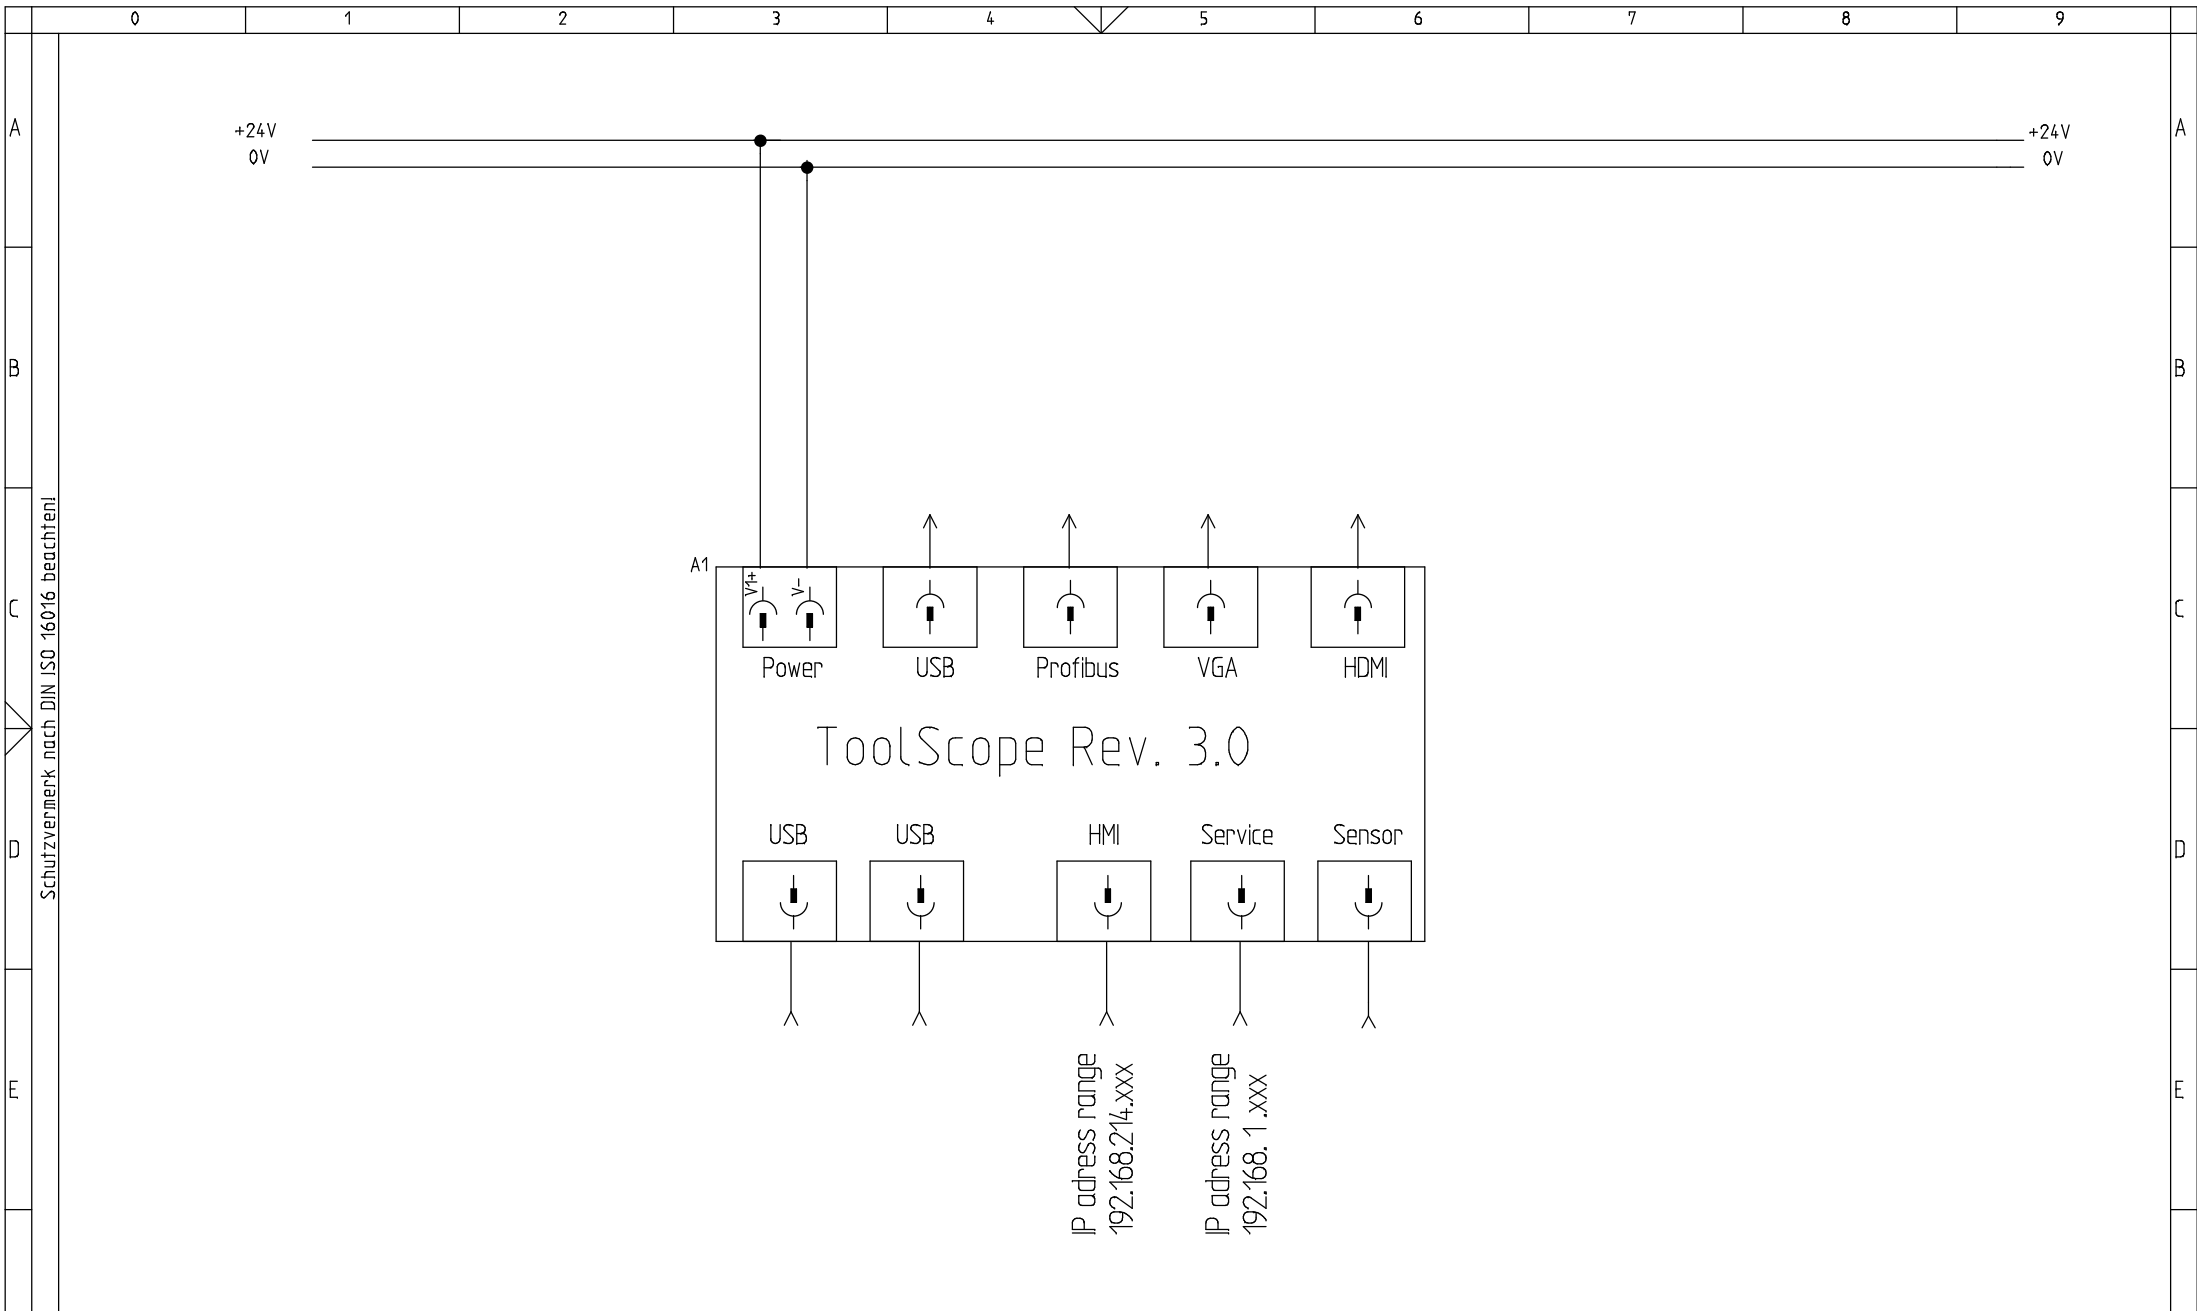 0 1 2 3 4 5 6 7 8 9
A A
+24V +24V
0V 0V
B B
Schutzvermerk nach DIN ISO 16016 beachten!
A1
V1+ V-
C C
Power USB Profibus VGA HDMI
ToolScope Rev. 3.0
USB USB HMI Service Sensor
D D
IP adress range
192.168.214.xxx
IP adress range
192.168. 1 .xxx
E E